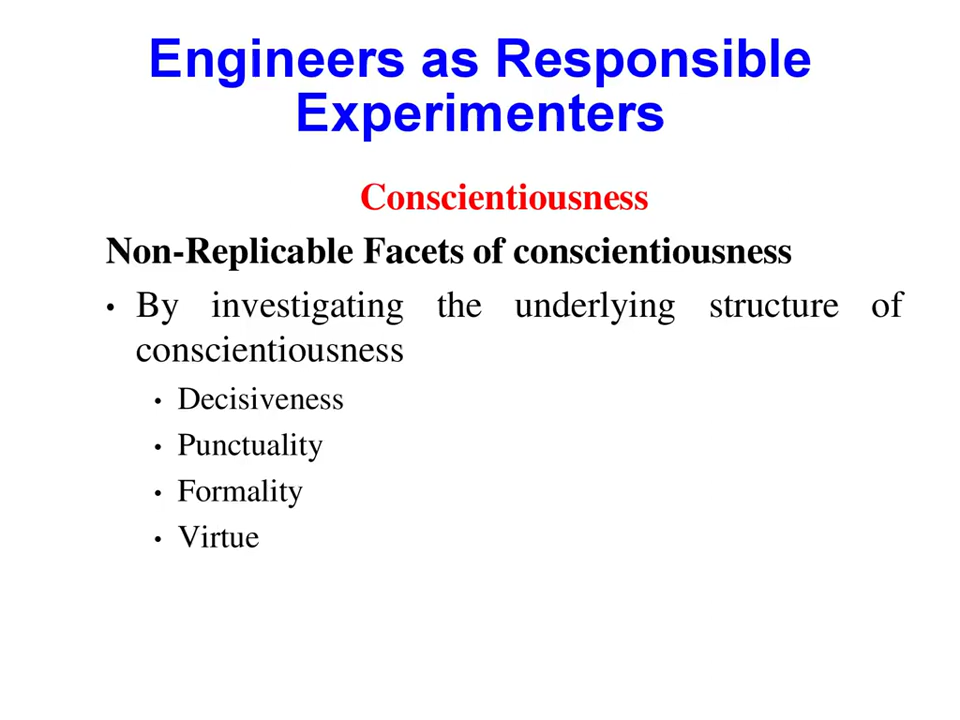 Engineers as Responsible
Experimenters
Conscientiousness
Non-Replicable Facets of conscientiousness
• By investigating the underlying structure of
conscientiousness
• Decisiveness
• Punctuality
• Formality
• Virtue